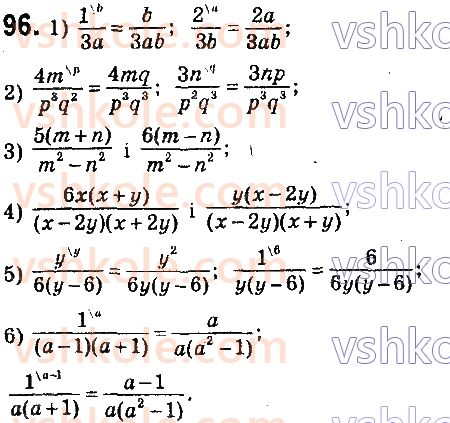 96. 1) \frac{1^{\backslash b}}{3a} = \frac{b}{3ab}; \frac{2^{\backslash a}}{3b} = \frac{2a}{3ab};
2) \frac{4m^{\backslash p}}{p^3q^2} = \frac{4mq}{p^3q^3}; \frac{3n^{\backslash q}}{p^2q^3} = \frac{3np}{p^3q^3};
3) \frac{5(m+n)}{m^2-n^2} і \frac{6(m-n)}{m^2-n^2};
4) \frac{6x(x+y)}{(x-2y)(x+2y)} і \frac{y(x-2y)}{(x-2y)(x+y)};
5) \frac{y^{\backslash y}}{6(y-6)} = \frac{y^2}{6y(y-6)}; \frac{1^{\backslash 6}}{y(y-6)} = \frac{6}{6y(y-6)};
6) \frac{1^{\backslash a}}{(a-1)(a+1)} = \frac{a}{a(a^2-1)};
\frac{1^{\backslash a-1}}{a(a+1)} = \frac{a-1}{a(a^2-1)}.
vshkole.com